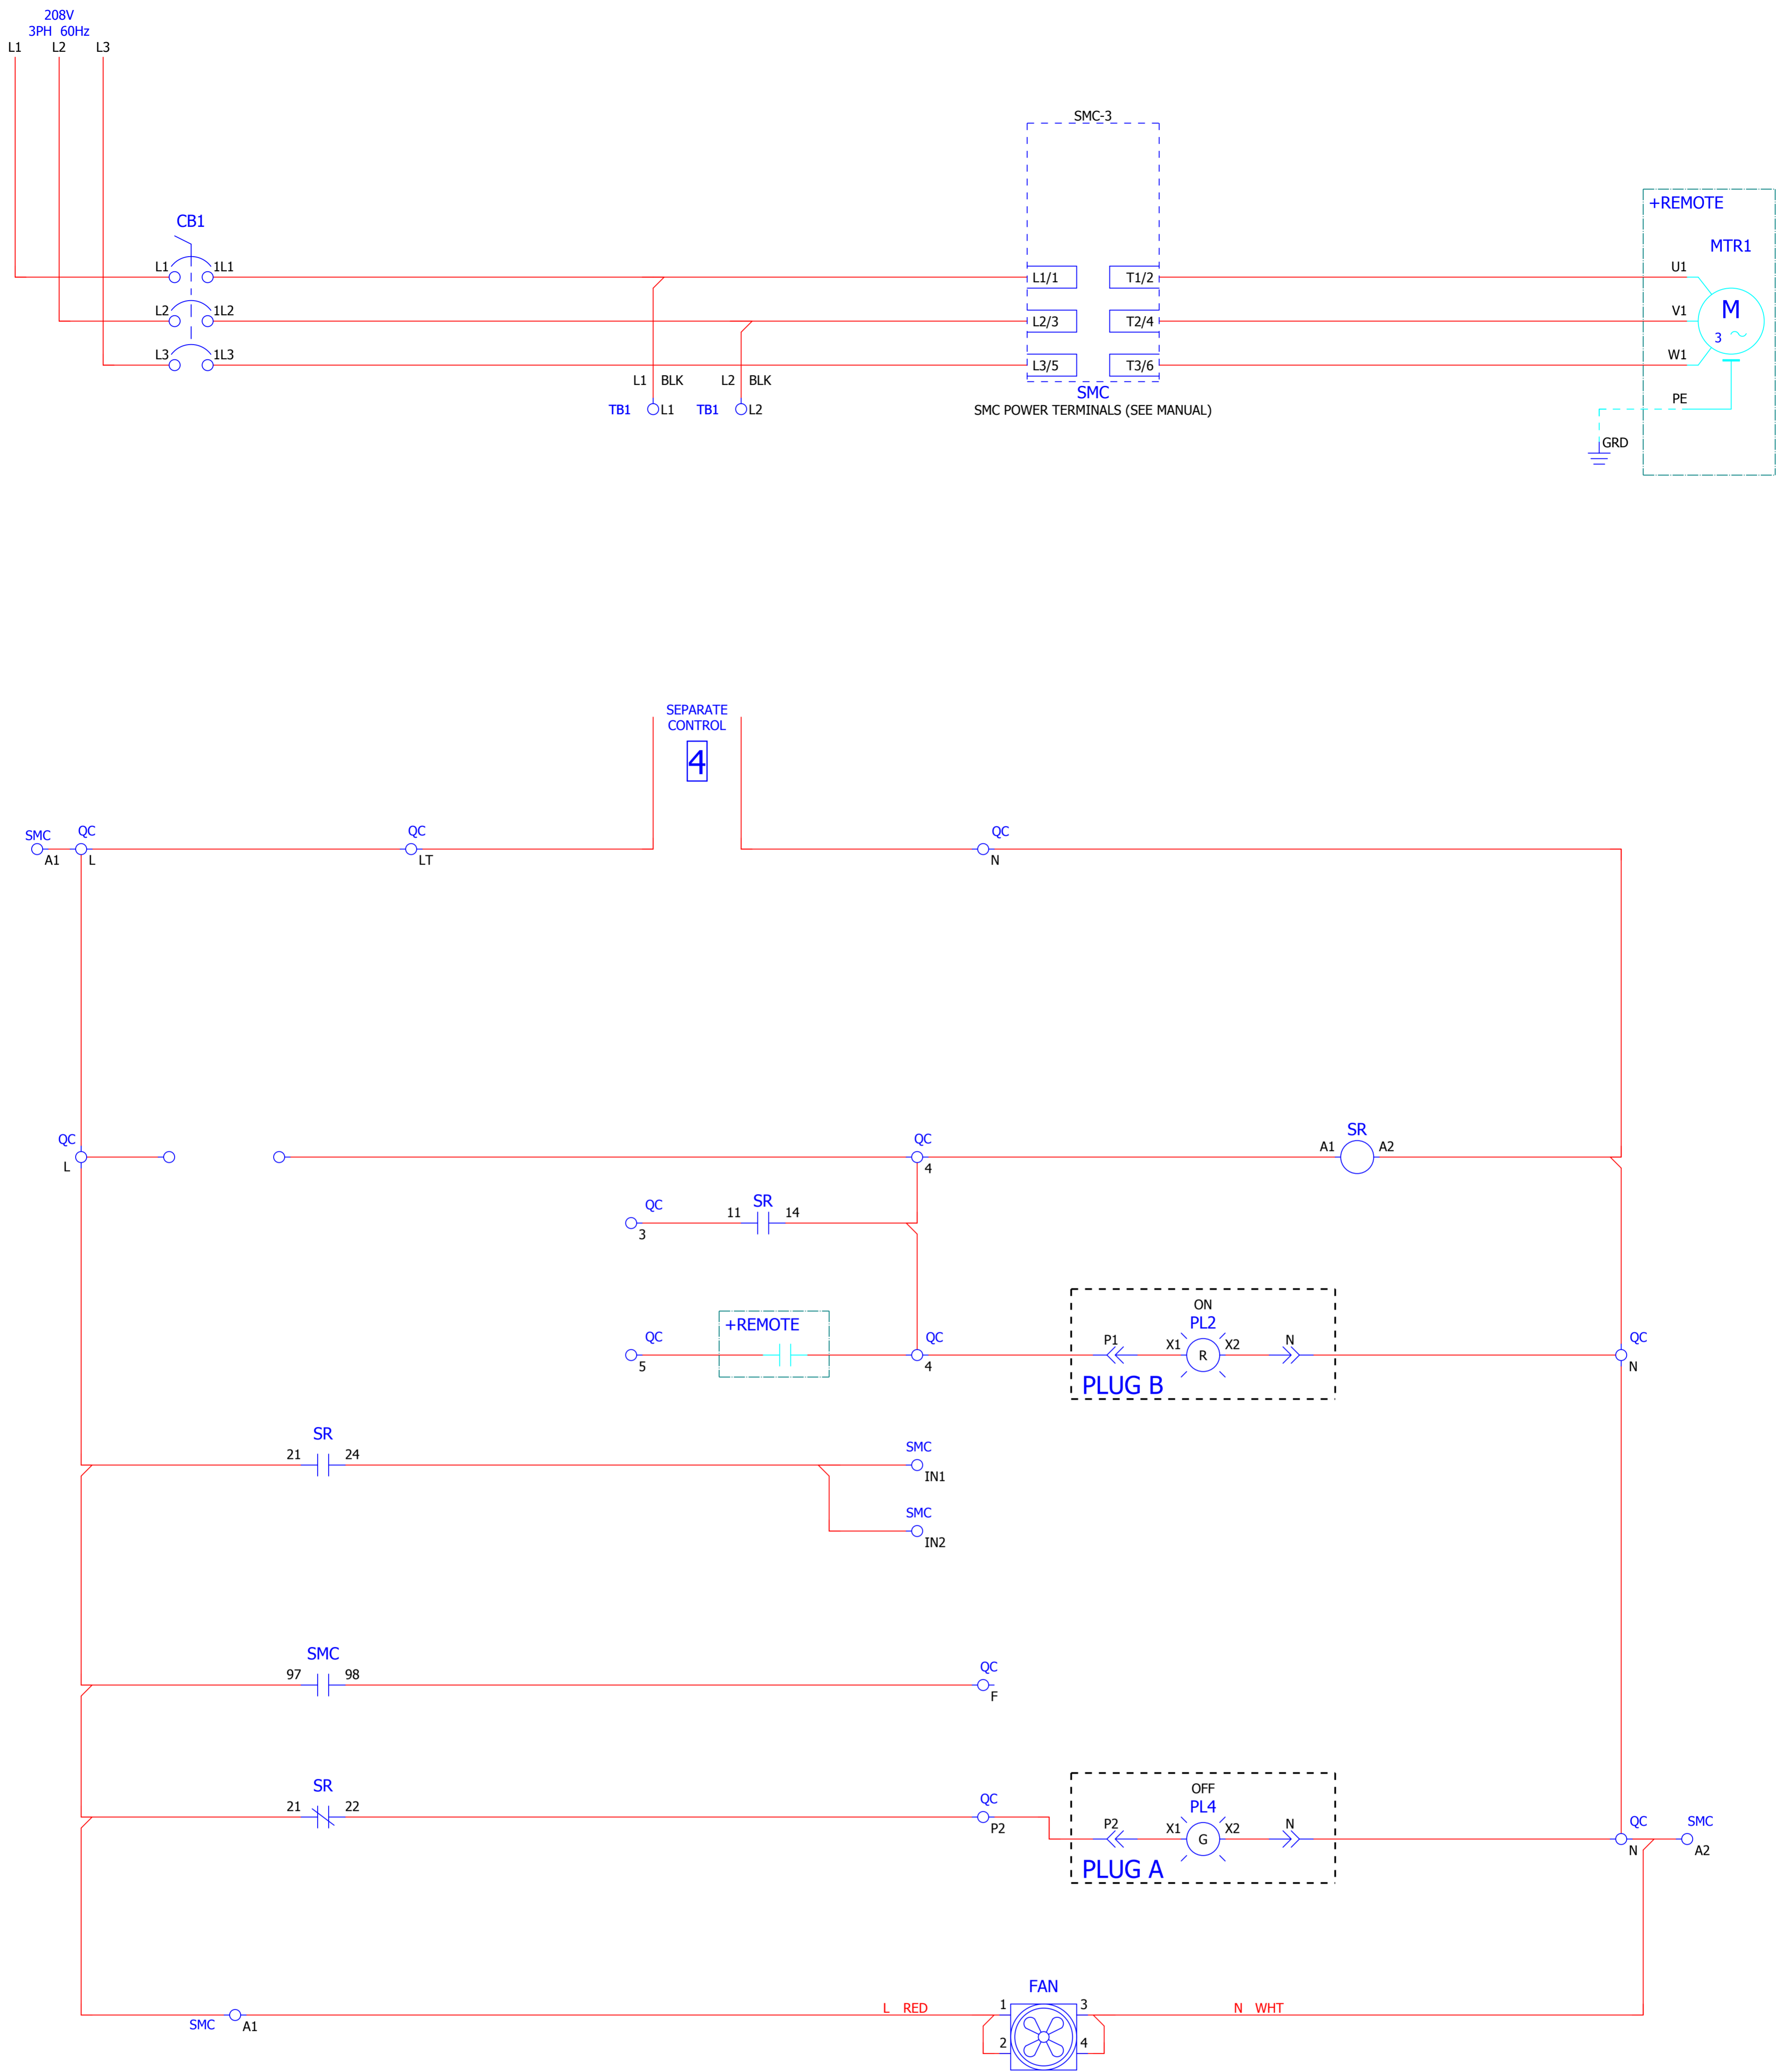 208V
3PH 60Hz
L1 L2 L3
SMC-3
+REMOTE
CB1
MTR1
L1 1L1 L1/1 T1/2 U1
L2 1L2 L2/3 T2/4 V1
M
3
L3 1L3 L3/5 T3/6 W1
L1 BLK L2 BLK
SMC
TB1 L1 TB1 L2
SMC POWER TERMINALS (SEE MANUAL)
PE
GRD
SEPARATE
CONTROL
4
SMC QC QC QC
A1 L LT N
QC QC SR
L 4 A1 A2
QC SR
3 11 14
ON
+REMOTE PL2
QC QC P1 X1 R X2 N QC
5 4 N
PLUG B
SR SMC
21 24 IN1
SMC
IN2
SMC QC
97 98 F
SR OFF
21 22 QC PL4
P2 P2 X1 G X2 N QC SMC
N A2
PLUG A
FAN
L RED 1 3 N WHT
SMC A1
2 4